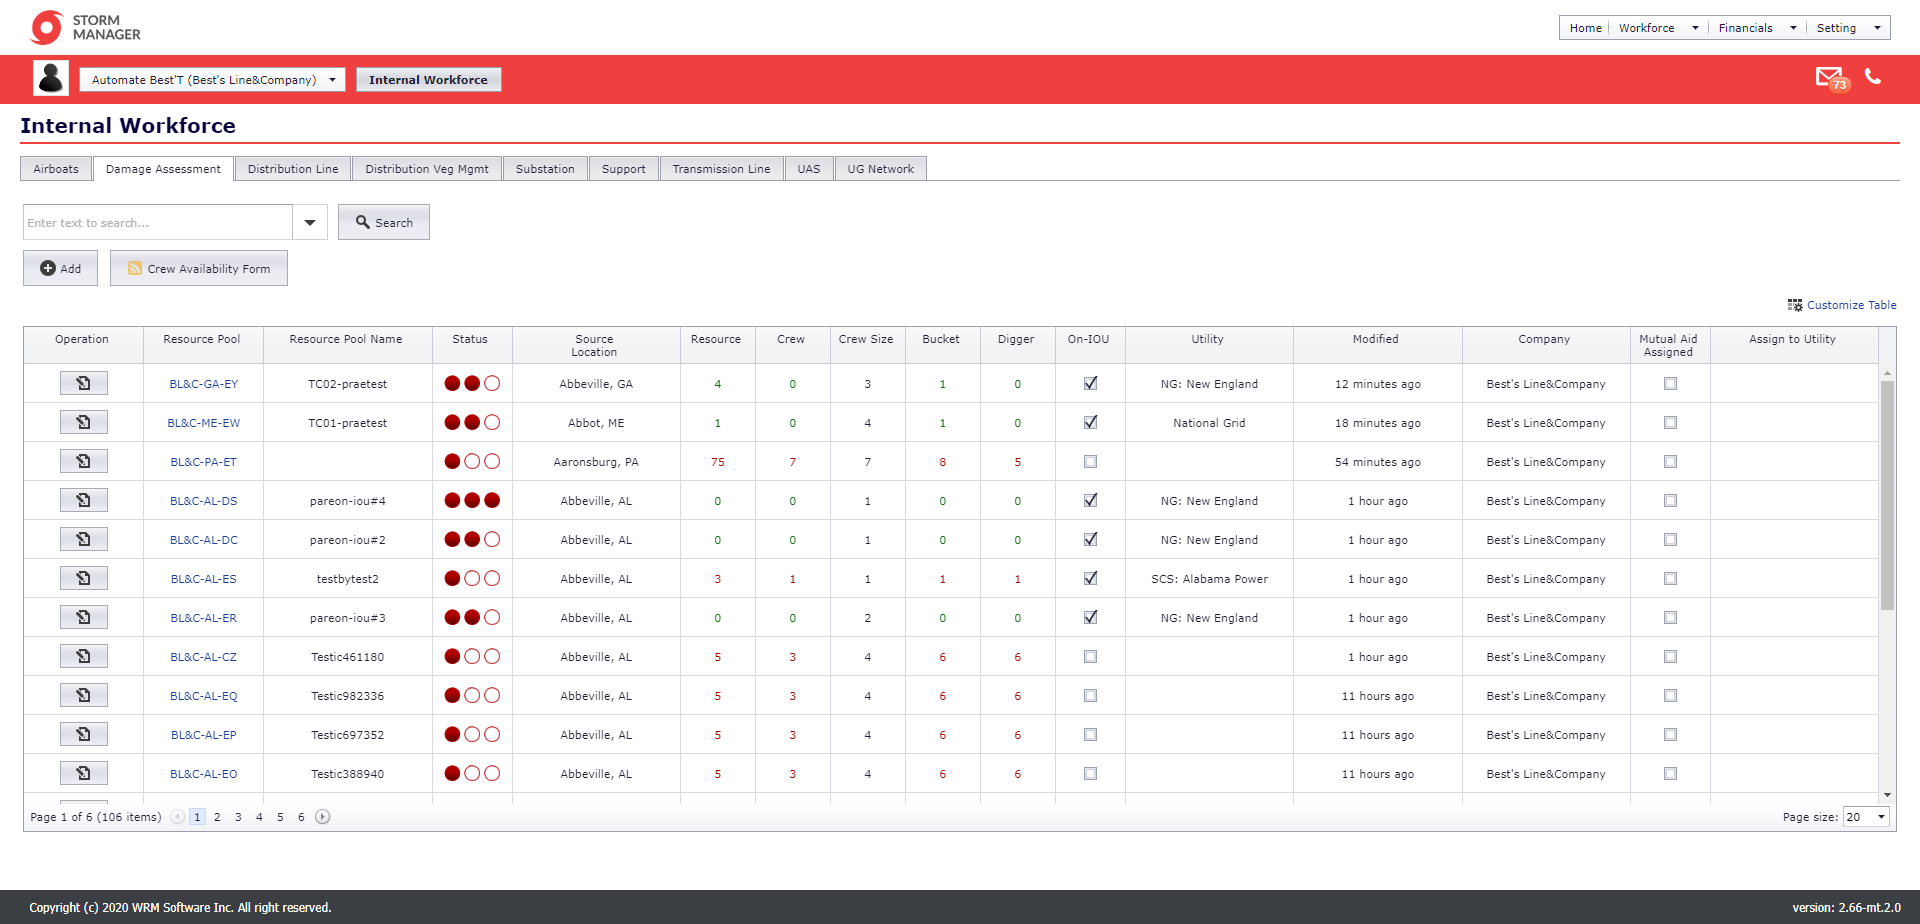 STORM
MANAGER
Home Workforce Financials Setting
Automate Best'T (Best's Line&Company) Internal Workforce 73
Internal Workforce
Airboats Damage Assessment Distribution Line Distribution Veg Mgmt Substation Support Transmission Line UAS UG Network
Enter text to search... Search
Add Crew Availability Form
Customize Table
Operation Resource Pool Resource Pool Name Status Source Location Resource Crew Crew Size Bucket Digger On-IOU Utility Modified Company Mutual Aid Assigned Assign to Utility
BL&C-GA-EY TC02-praetest Abbeville, GA 4 0 3 1 0 NG: New England 12 minutes ago Best's Line&Company
BL&C-ME-EW TC01-praetest Abbot, ME 1 0 4 1 0 National Grid 18 minutes ago Best's Line&Company
BL&C-PA-ET Aaronsburg, PA 75 7 7 8 5 54 minutes ago Best's Line&Company
BL&C-AL-DS pareon-iou#4 Abbeville, AL 0 0 1 0 0 NG: New England 1 hour ago Best's Line&Company
BL&C-AL-DC pareon-iou#2 Abbeville, AL 0 0 1 0 0 NG: New England 1 hour ago Best's Line&Company
BL&C-AL-ES testbytest2 Abbeville, AL 3 1 1 1 1 SCS: Alabama Power 1 hour ago Best's Line&Company
BL&C-AL-ER pareon-iou#3 Abbeville, AL 0 0 2 0 0 NG: New England 1 hour ago Best's Line&Company
BL&C-AL-CZ Testic461180 Abbeville, AL 5 3 4 6 6 1 hour ago Best's Line&Company
BL&C-AL-EQ Testic982336 Abbeville, AL 5 3 4 6 6 11 hours ago Best's Line&Company
BL&C-AL-EP Testic697352 Abbeville, AL 5 3 4 6 6 11 hours ago Best's Line&Company
BL&C-AL-EO Testic388940 Abbeville, AL 5 3 4 6 6 11 hours ago Best's Line&Company
Page 1 of 6 (106 items) 1 2 3 4 5 6 Page size: 20
Copyright (c) 2020 WRM Software Inc. All right reserved. version: 2.66-mt.2.0